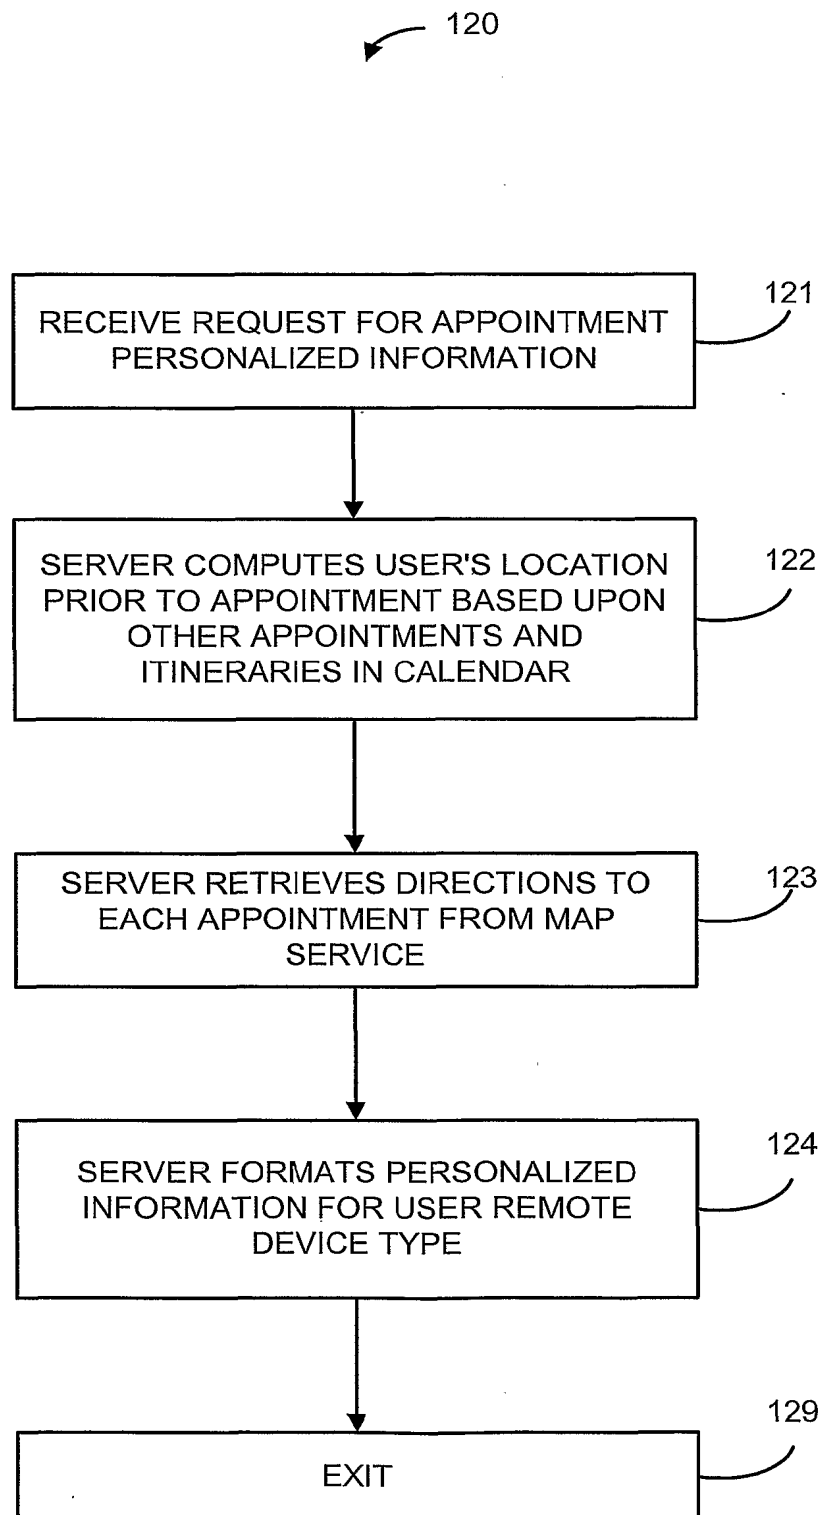 120
121
RECEIVE REQUEST FOR APPOINTMENT
PERSONALIZED INFORMATION
122
SERVER COMPUTES USER'S LOCATION
PRIOR TO APPOINTMENT BASED UPON
OTHER APPOINTMENTS AND
ITINERARIES IN CALENDAR
123
SERVER RETRIEVES DIRECTIONS TO
EACH APPOINTMENT FROM MAP
SERVICE
124
SERVER FORMATS PERSONALIZED
INFORMATION FOR USER REMOTE
DEVICE TYPE
129
EXIT